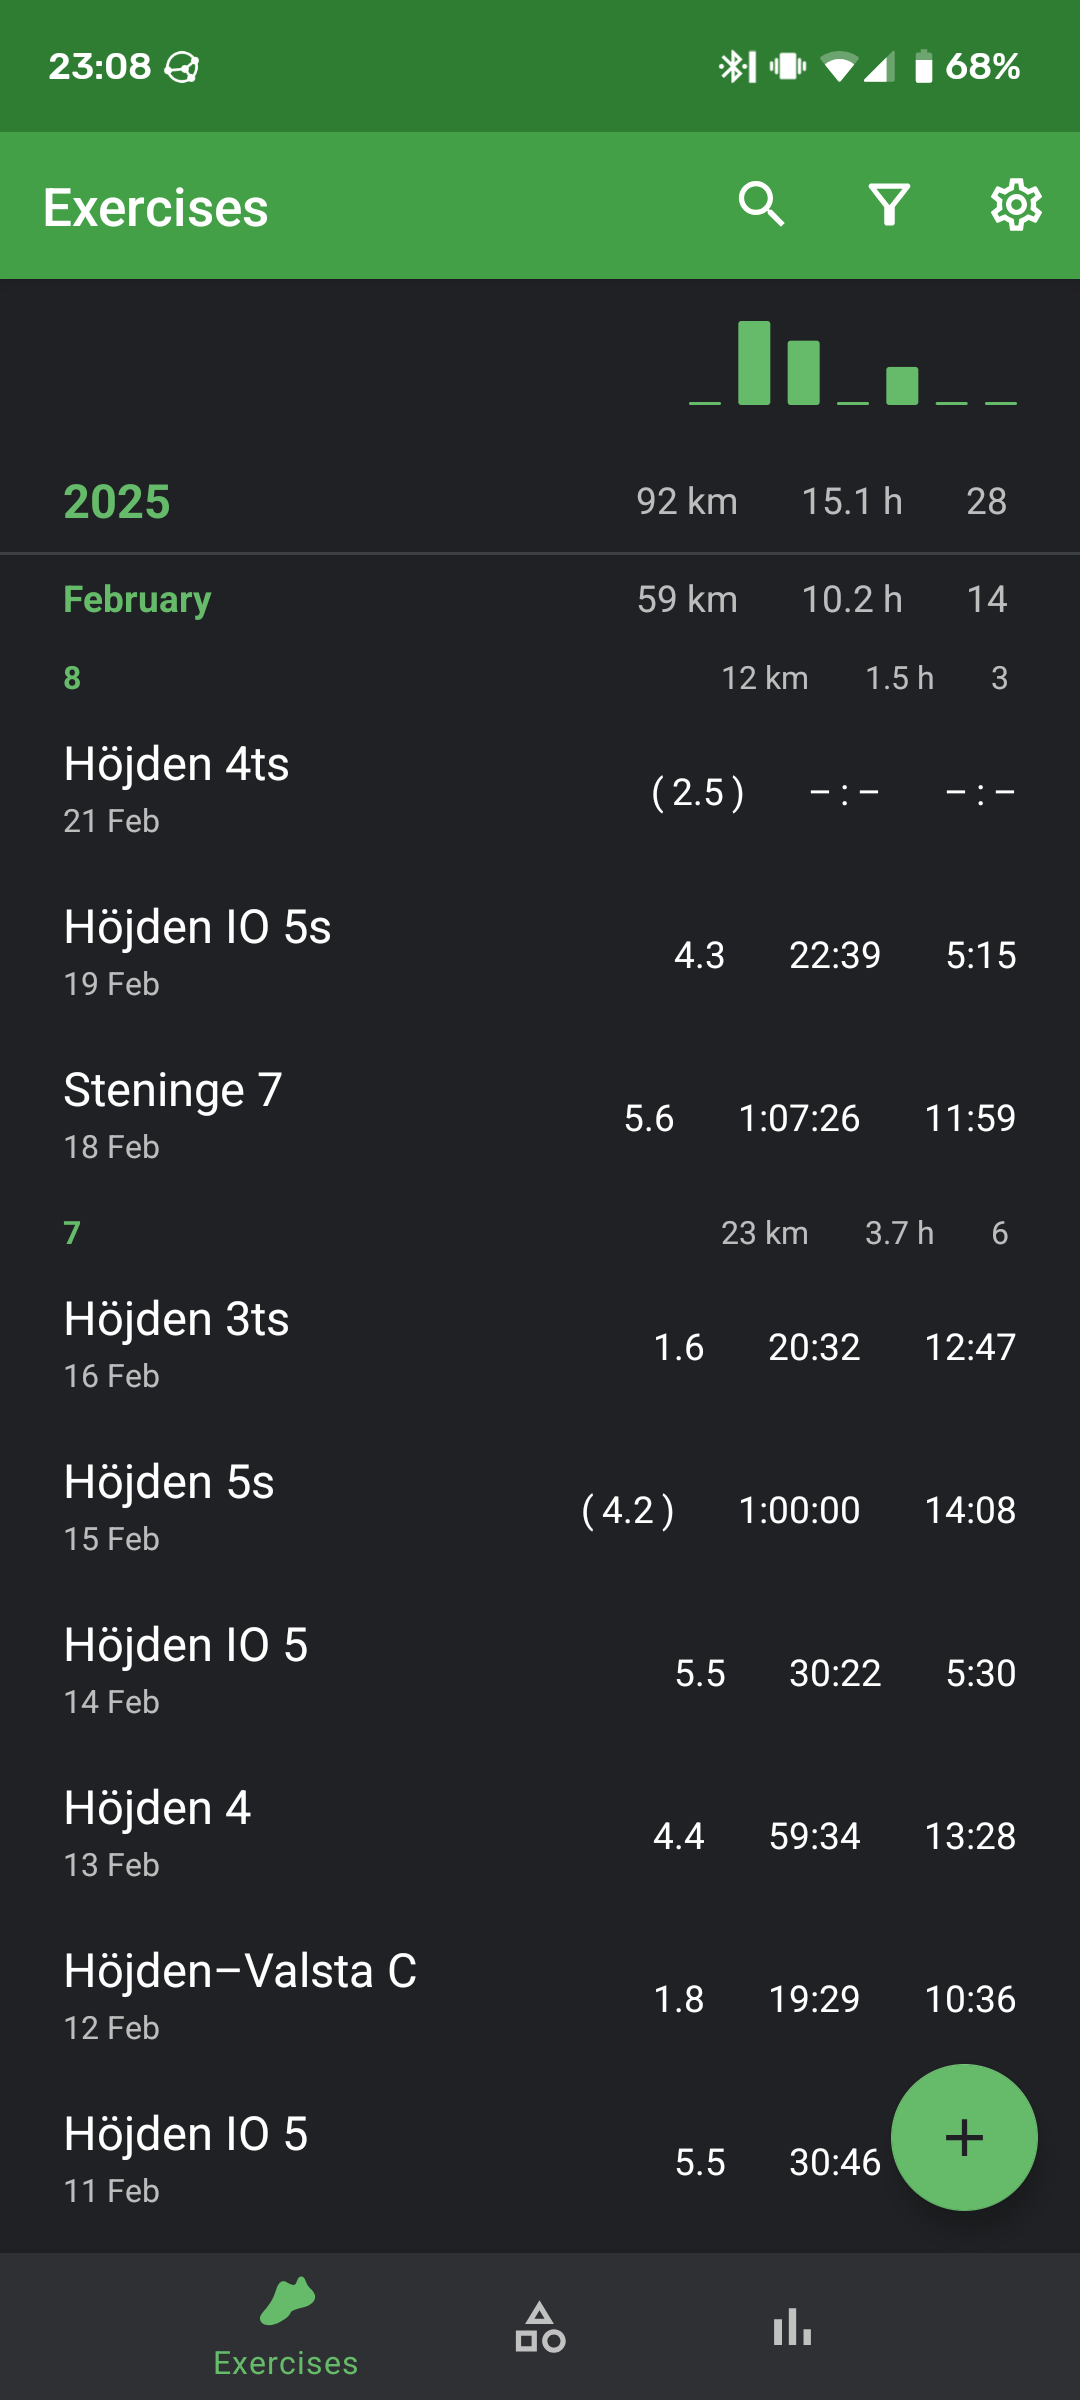 23:08 68%
Exercises
2025 92 km 15.1 h 28
February 59 km 10.2 h 14
8 12 km 1.5 h 3
Höjden 4ts
21 Feb
( 2.5 ) – : – – : –
Höjden IO 5s
19 Feb
4.3 22:39 5:15
Steninge 7
18 Feb
5.6 1:07:26 11:59
7 23 km 3.7 h 6
Höjden 3ts
16 Feb
1.6 20:32 12:47
Höjden 5s
15 Feb
( 4.2 ) 1:00:00 14:08
Höjden IO 5
14 Feb
5.5 30:22 5:30
Höjden 4
13 Feb
4.4 59:34 13:28
Höjden–Valsta C
12 Feb
1.8 19:29 10:36
Höjden IO 5
11 Feb
5.5 30:46
Exercises